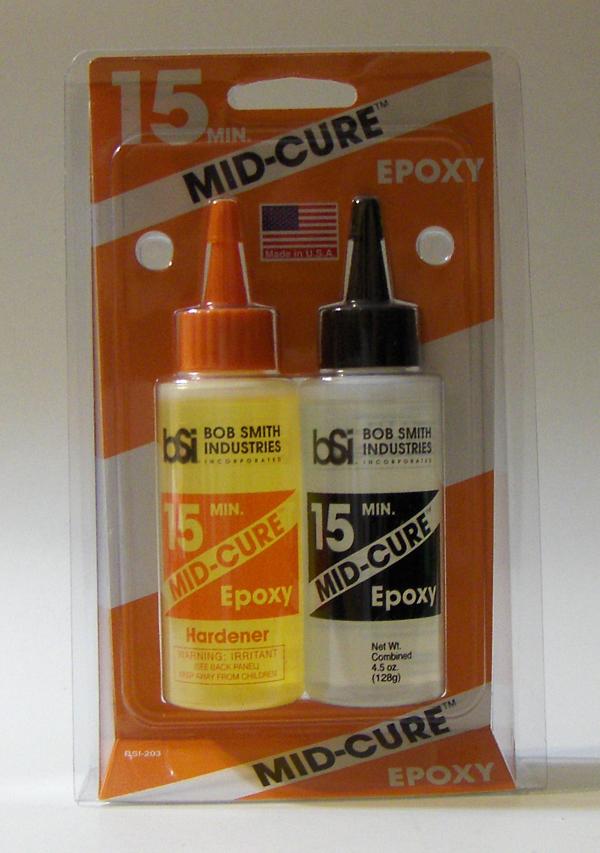 15 MIN.
MID-CURE™
EPOXY
Made in U.S.A
bSi BOB SMITH
INDUSTRIES
INCORPORATED
15 MIN.
MID-CURE™
Epoxy
Hardener
WARNING: IRRITANT
(SEE BACK PANEL)
KEEP AWAY FROM CHILDREN
bSi BOB SMITH
INDUSTRIES
INCORPORATED
15 MIN.
MID-CURE™
Epoxy
Net Wt.
Combined
4.5 oz.
(128g)
BSI-203
MID-CURE™
EPOXY